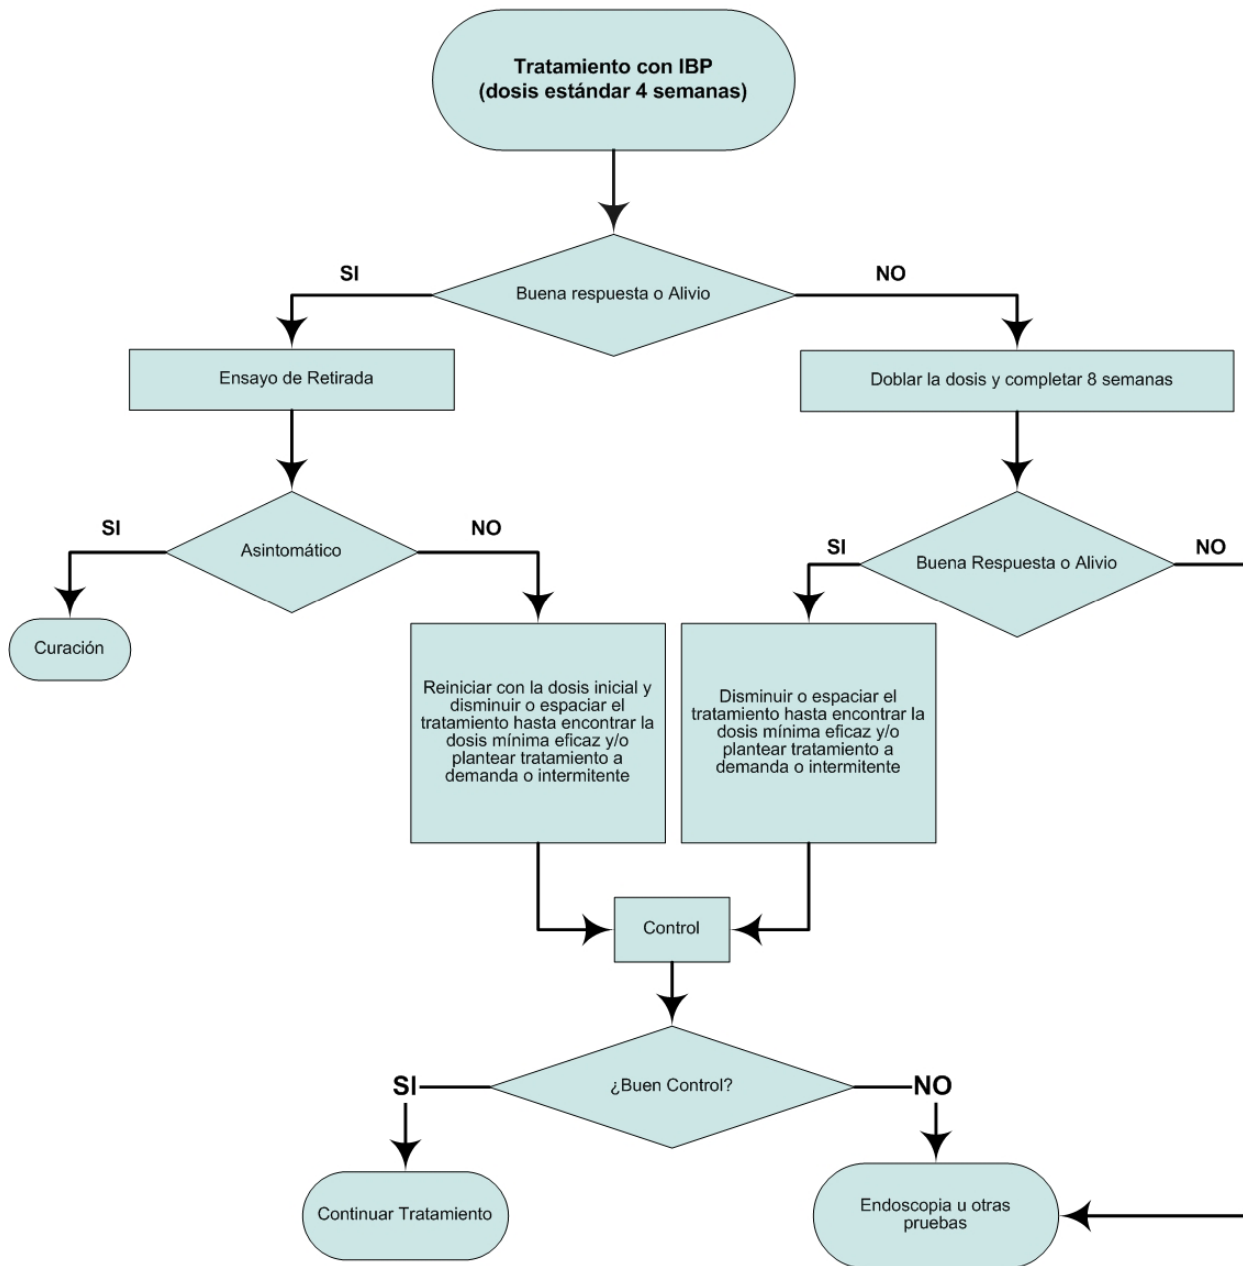 Tratamiento con IBP
(dosis estándar 4 semanas)
Buena respuesta o Alivio
SI
NO
Ensayo de Retirada
Doblar la dosis y completar 8 semanas
Asintomático
SI
NO
Buena Respuesta o Alivio
SI
NO
Curación
Reiniciar con la dosis inicial y
disminuir o espaciar el
tratamiento hasta encontrar la
dosis mínima eficaz y/o
plantear tratamiento a
demanda o intermitente
Disminuir o espaciar el
tratamiento hasta encontrar la
dosis mínima eficaz y/o
plantear tratamiento a
demanda o intermitente
Control
¿Buen Control?
SI
NO
Continuar Tratamiento
Endoscopia u otras
pruebas